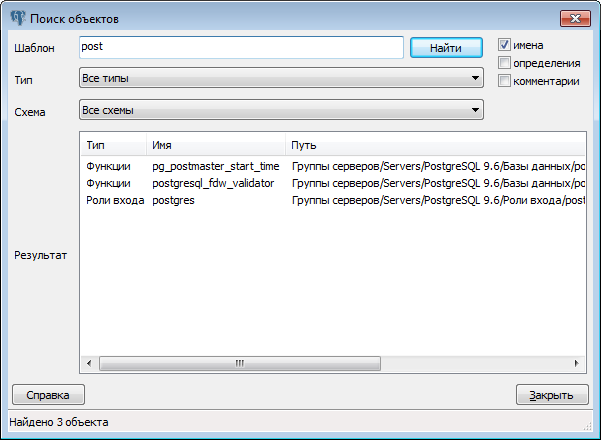 Поиск объектов
Шаблон post Найти имена
определения
Тип Все типы комментарии
Схема Все схемы
Тип Имя Путь
Функции pg_postmaster_start_time Группы серверов/Servers/PostgreSQL 9.6/Базы данных/po
Функции postgresql_fdw_validator Группы серверов/Servers/PostgreSQL 9.6/Базы данных/po
Роли входа postgres Группы серверов/Servers/PostgreSQL 9.6/Роли входа/post
Результат
Справка Закрыть
Найдено 3 объекта